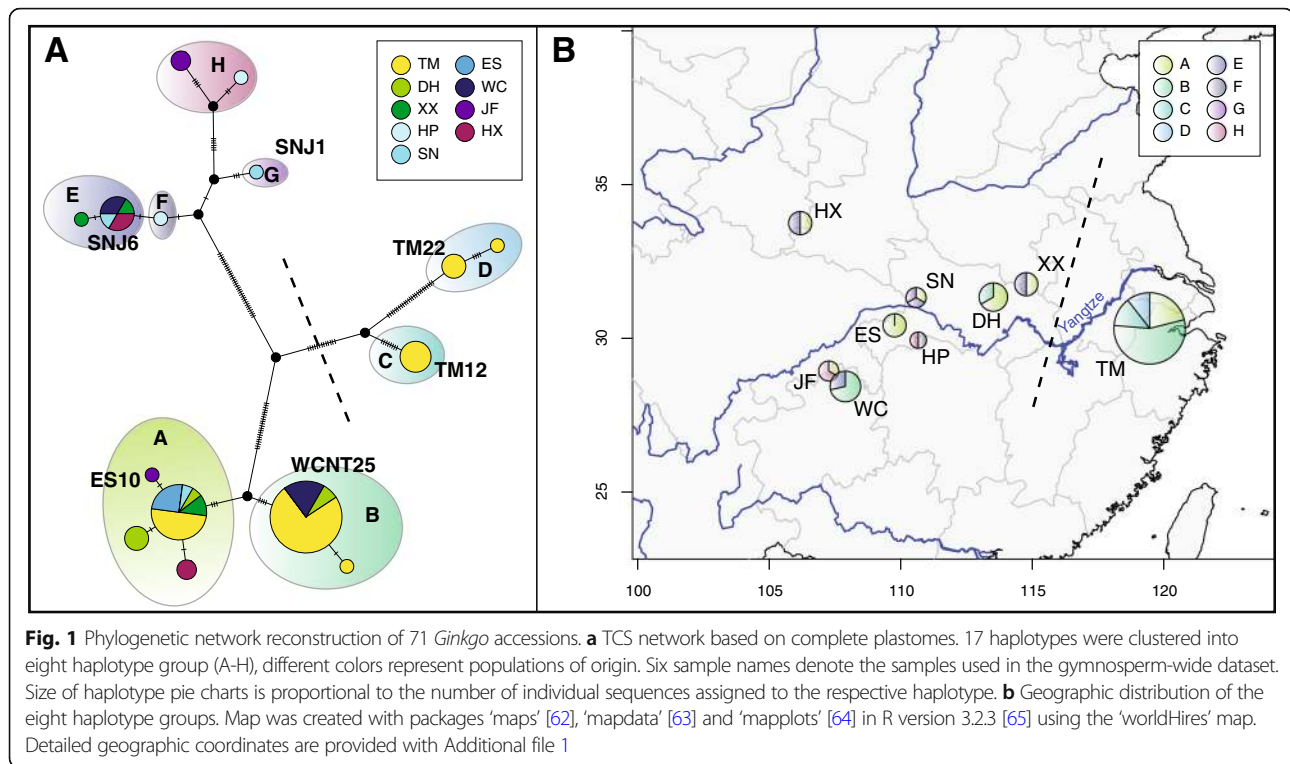 A
H
TM
DH
XX
HP
SN
ES
WC
JF
HX
SNJ1
G
E
F
SNJ6
TM22
D
C
TM12
A
WCNT25
ES10
B
B
A
B
C
D
E
F
G
H
35
30
25
100
105
110
115
120
HX
SN
XX
DH
ES
HP
Yangtze
TM
JF
WC
Fig. 1 Phylogenetic network reconstruction of 71 Ginkgo accessions. a TCS network based on complete plastomes. 17 haplotypes were clustered into
eight haplotype group (A-H), different colors represent populations of origin. Six sample names denote the samples used in the gymnosperm-wide dataset.
Size of haplotype pie charts is proportional to the number of individual sequences assigned to the respective haplotype. b Geographic distribution of the
eight haplotype groups. Map was created with packages ‘maps’ [62], ‘mapdata’ [63] and ‘mapplots’ [64] in R version 3.2.3 [65] using the ‘worldHires’ map.
Detailed geographic coordinates are provided with Additional file 1